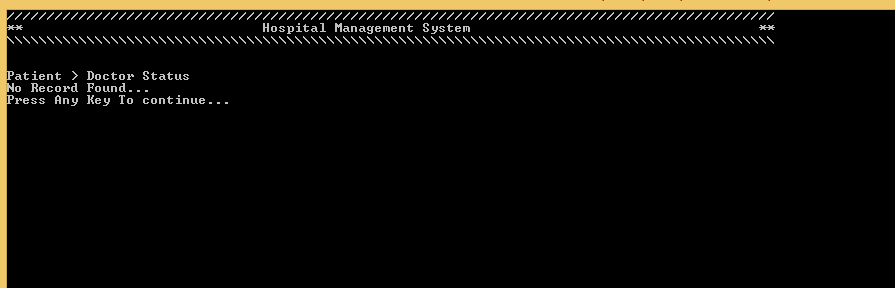 ////////////////////////////////////////////////////////////////////////////////////////////////
** Hospital Management System **
\\\\\\\\\\\\\\\\\\\\\\\\\\\\\\\\\\\\\\\\\\\\\\\\\\\\\\\\\\\\\\\\\\\\\\\\\\\\\\\\\\\\\\\\\\\\\\\\
Patient > Doctor Status
No Record Found...
Press Any Key To continue...